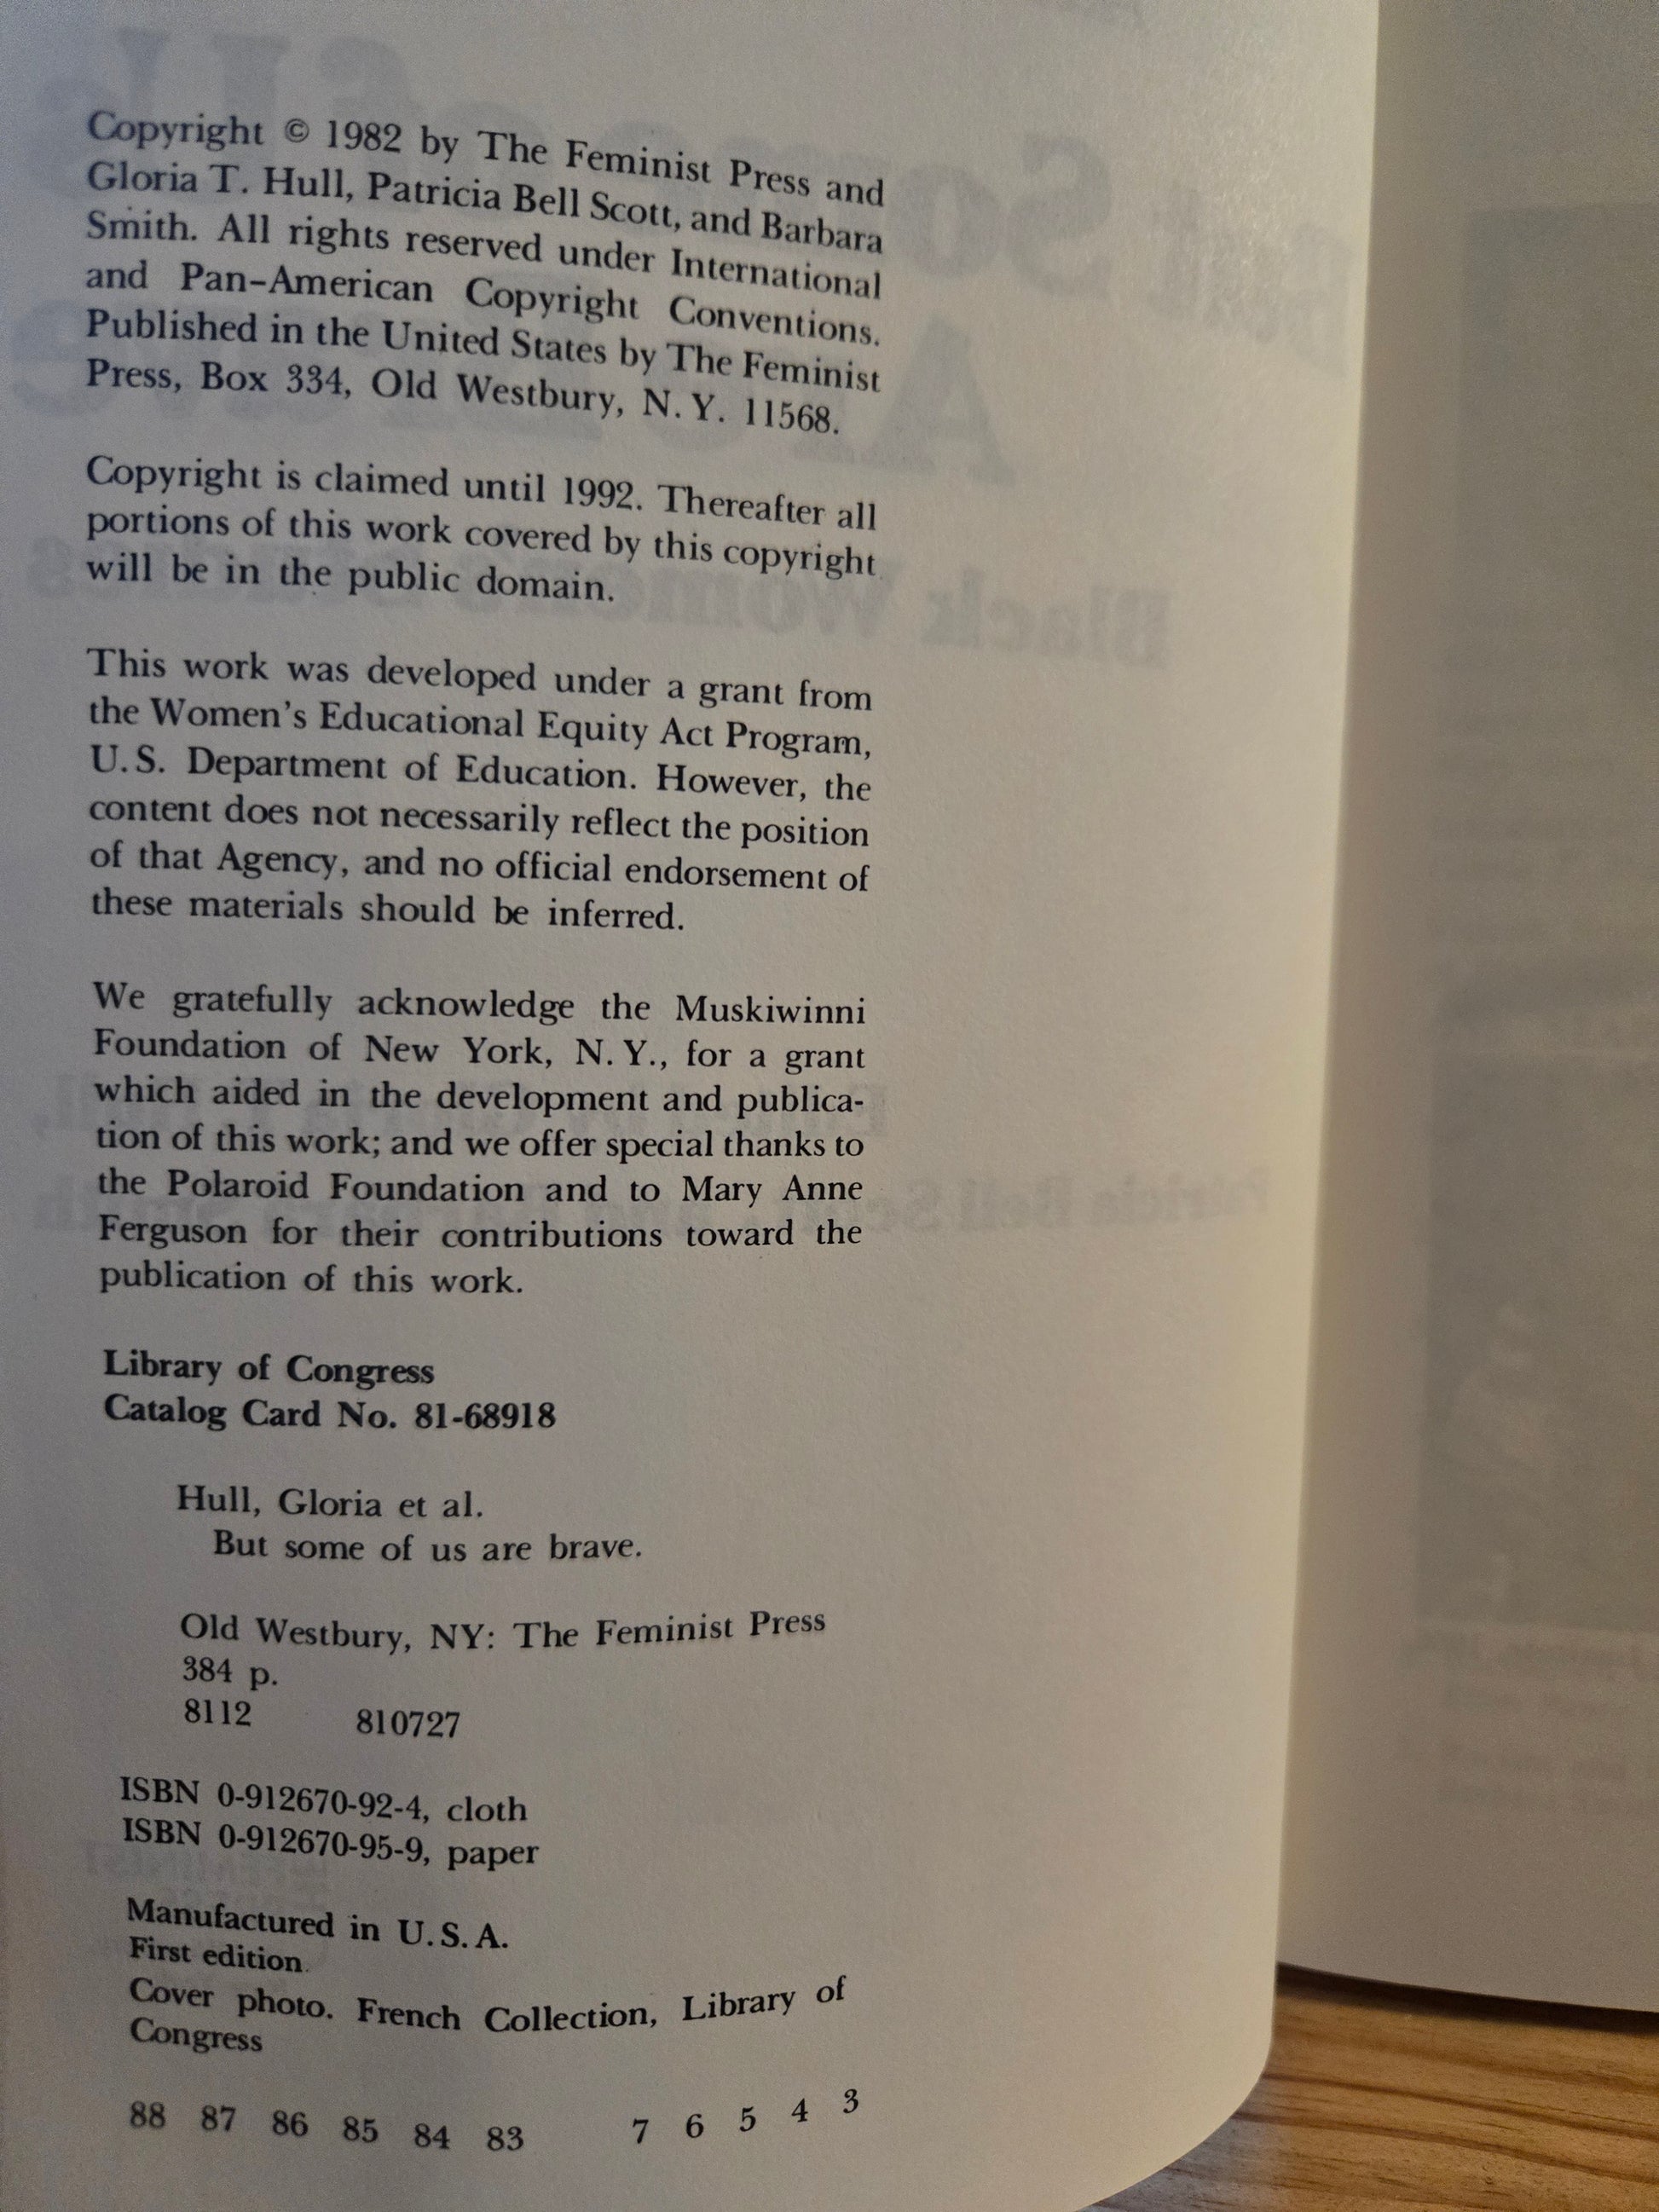 Copyright © 1982 by The Feminist Press and
Gloria T. Hull, Patricia Bell Scott, and Barbara
Smith. All rights reserved under International
and Pan-American Copyright Conventions.
Published in the United States by The Feminist
Press, Box 334, Old Westbury, N.Y. 11568.
Copyright is claimed until 1992. Thereafter all
portions of this work covered by this copyright
will be in the public domain.
This work was developed under a grant from
the Women's Educational Equity Act Program,
U.S. Department of Education. However, the
content does not necessarily reflect the position
of that Agency, and no official endorsement of
these materials should be inferred.
We gratefully acknowledge the Muskiwinni
Foundation of New York, N.Y., for a grant
which aided in the development and publica-
tion of this work; and we offer special thanks to
the Polaroid Foundation and to Mary Anne
Ferguson for their contributions toward the
publication of this work.
Library of Congress
Catalog Card No. 81-68918
Hull, Gloria et al.
But some of us are brave.
Old Westbury, NY: The Feminist Press
384 p.
8112 810727
ISBN 0-912670-92-4, cloth
ISBN 0-912670-95-9, paper
Manufactured in U.S.A.
First edition.
Cover photo. French Collection, Library of
Congress
88 87 86 85 84 83 7 6 5 4 3